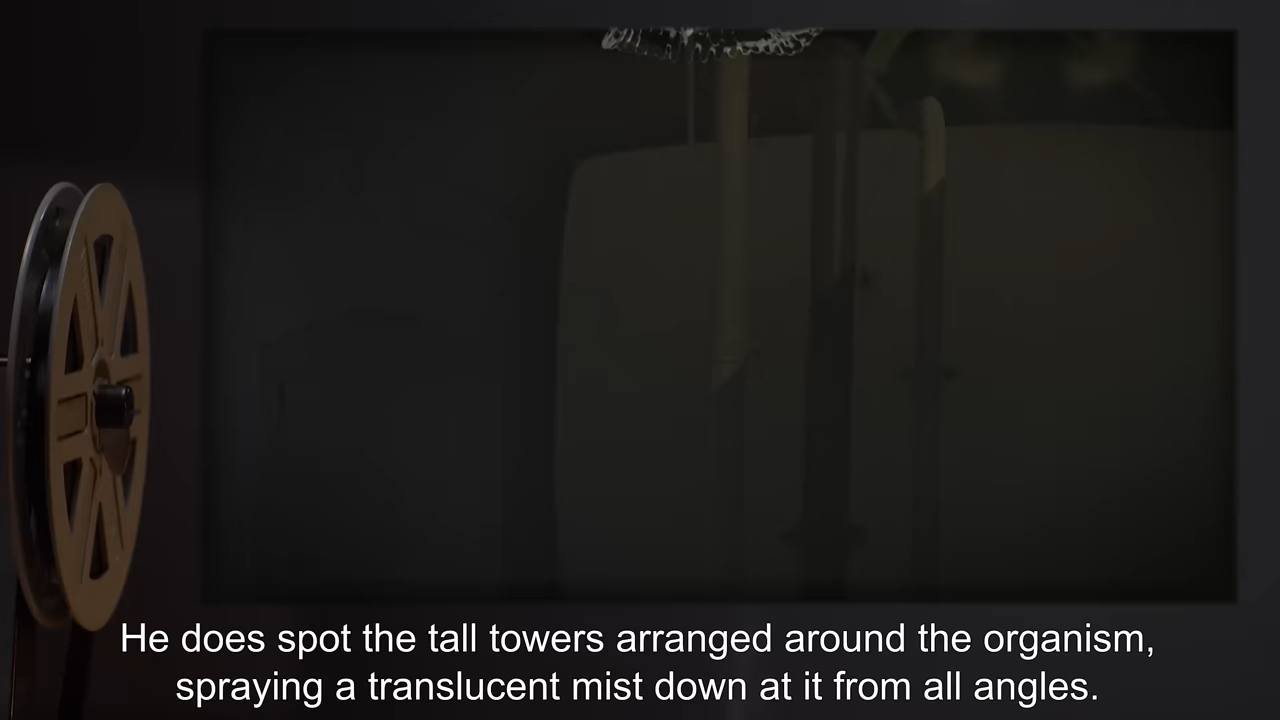 He does spot the tall towers arranged around the organism,
spraying a translucent mist down at it from all angles.